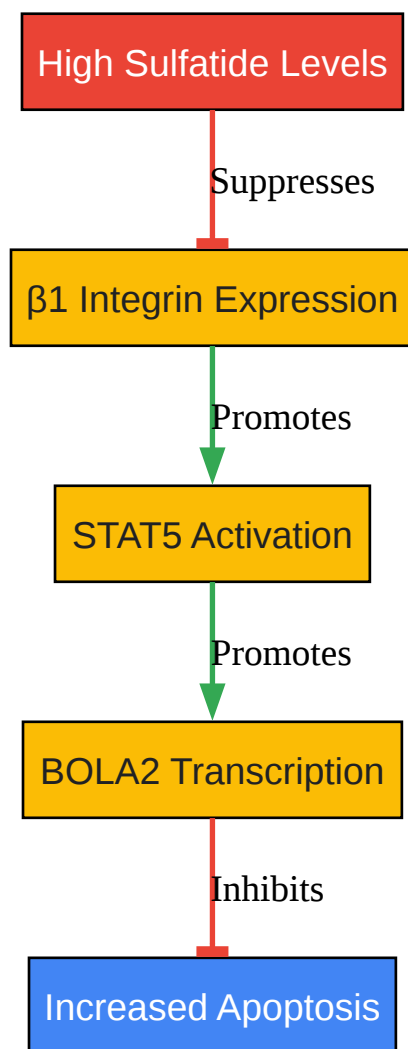 High Sulfatide Levels
Suppresses
β1 Integrin Expression
Promotes
STAT5 Activation
Promotes
BOLA2 Transcription
Inhibits
Increased Apoptosis